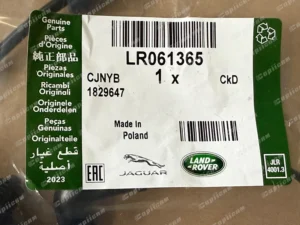 Genuine
Parts
Pièces
d'Origine
純正部品
Piezas
Originales
Ricambi
Originali
Originele
Onderdelen
Peças
Genuínas
Originalteile
قطع غيار
أصلية
2023
LR061365
CJNYB
1 x
CkD
1829647
Made in
Poland
EAC
JAGUAR
LAND-
ROVER
JLR
4001.3